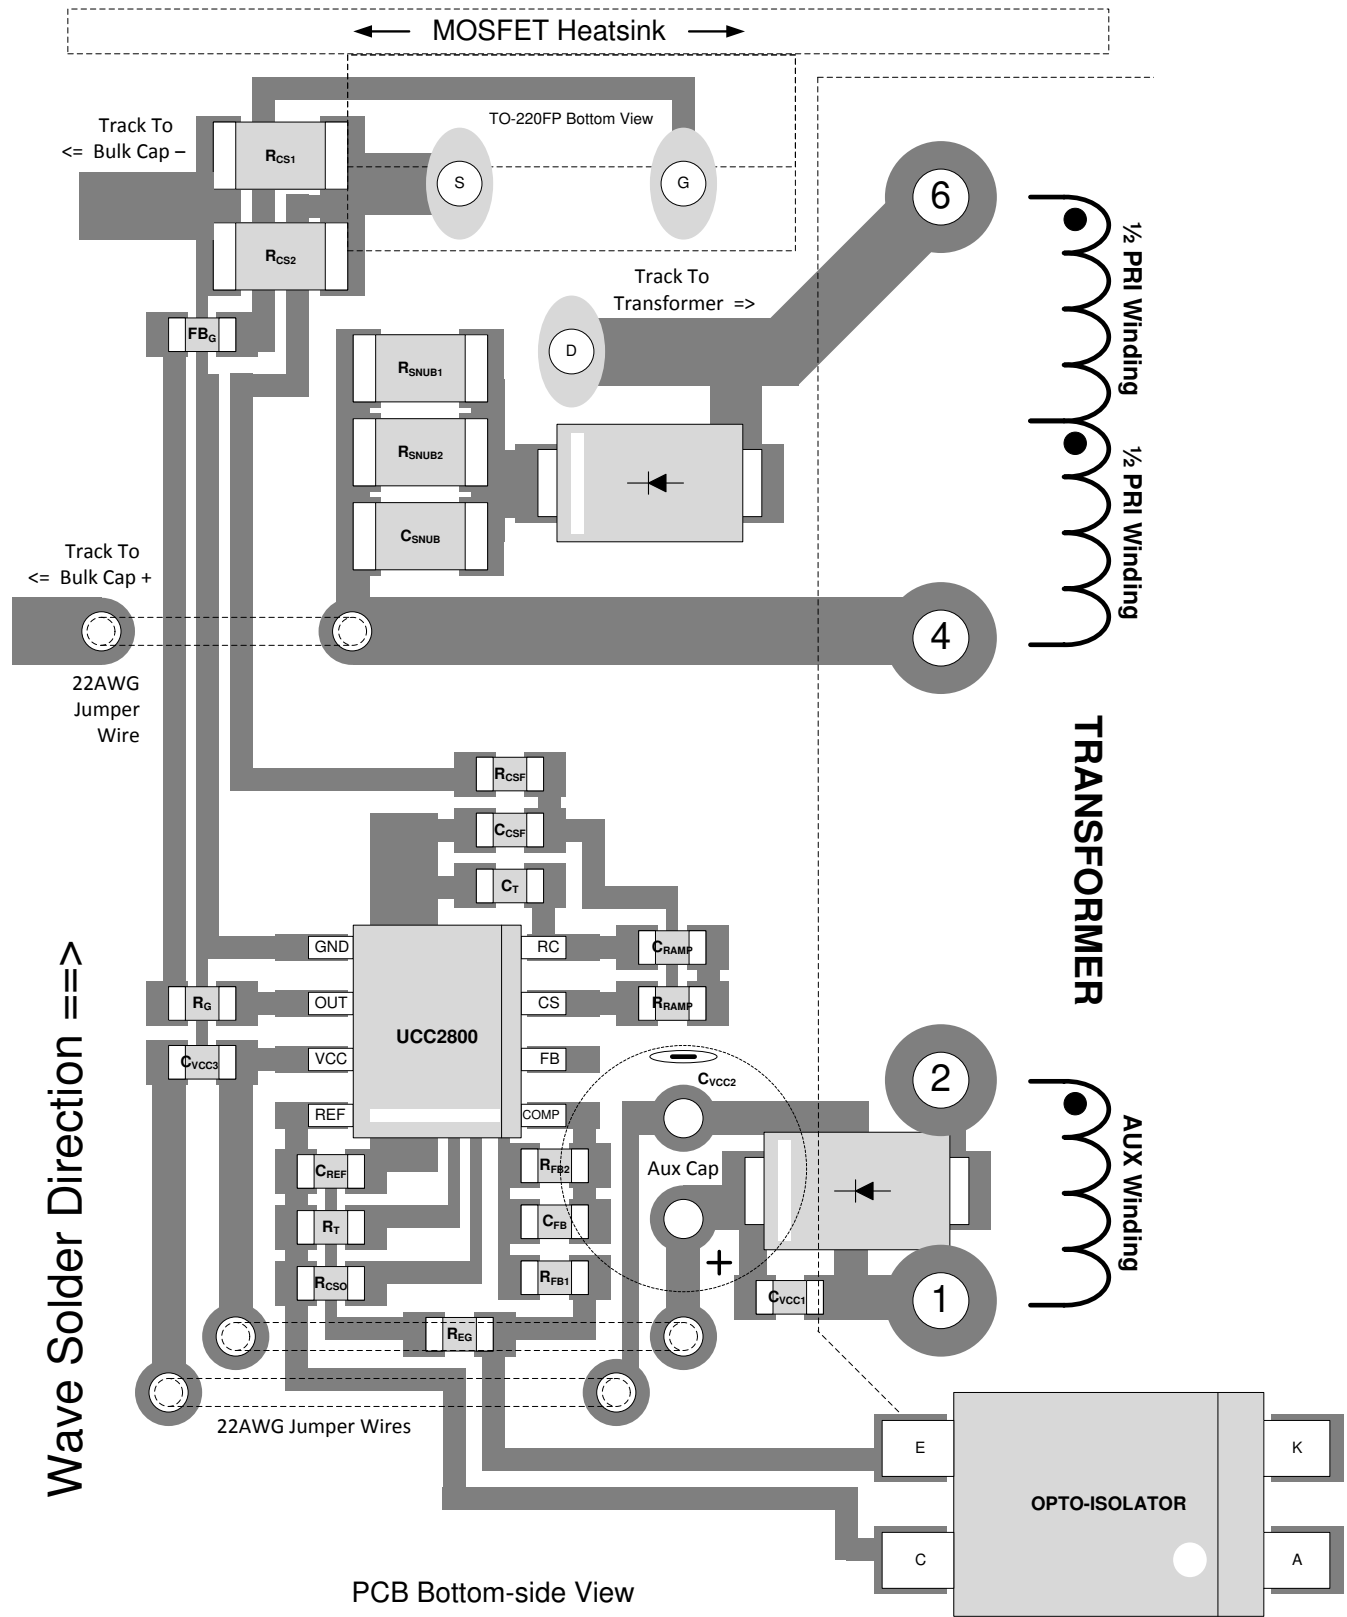 MOSFET Heatsink
TO-220FP Bottom View
Track To
<= Bulk Cap –
RCS1
S
G
6
RCS2
½ PRI Winding
Track To
Transformer =>
FBG
D
RSNUB1
RSNUB2
½ PRI Winding
CSNUB
Track To
<= Bulk Cap +
4
22AWG
Jumper
Wire
TRANSFORMER
RCSF
CCSF
CT
Wave Solder Direction ==>
GND
RC
CRAMP
RG
OUT
CS
RRAMP
UCC2800
CVCC3
VCC
FB
–
CVCC2
2
REF
COMP
AUX Winding
CREF
RFB2
Aux Cap
RT
CFB
+
RCSO
RFB1
CVCC1
1
REG
22AWG Jumper Wires
E
K
OPTO-ISOLATOR
C
A
PCB Bottom-side View